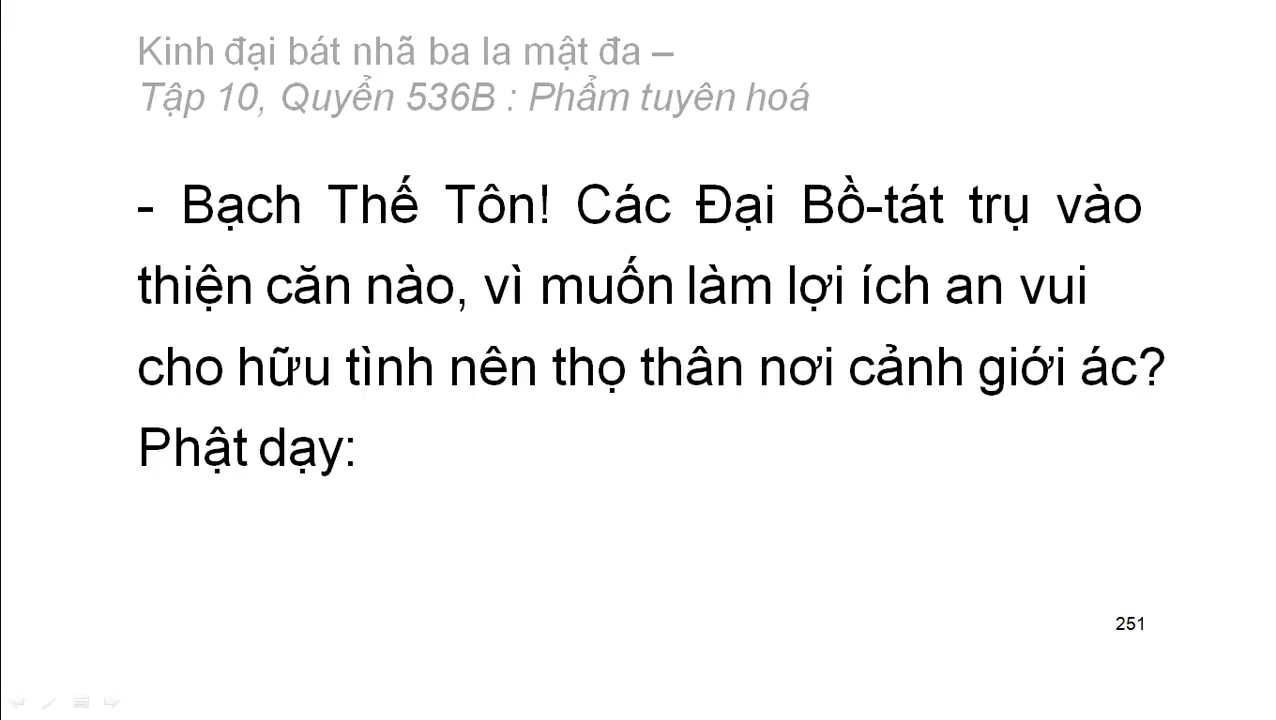 Kinh đại bát nhã ba la mật đa –
Tập 10, Quyển 536B : Phẩm tuyên hoá
- Bạch Thế Tôn! Các Đại Bồ-tát trụ vào
thiện căn nào, vì muốn làm lợi ích an vui
cho hữu tình nên thọ thân nơi cảnh giới ác?
Phật dạy:
251